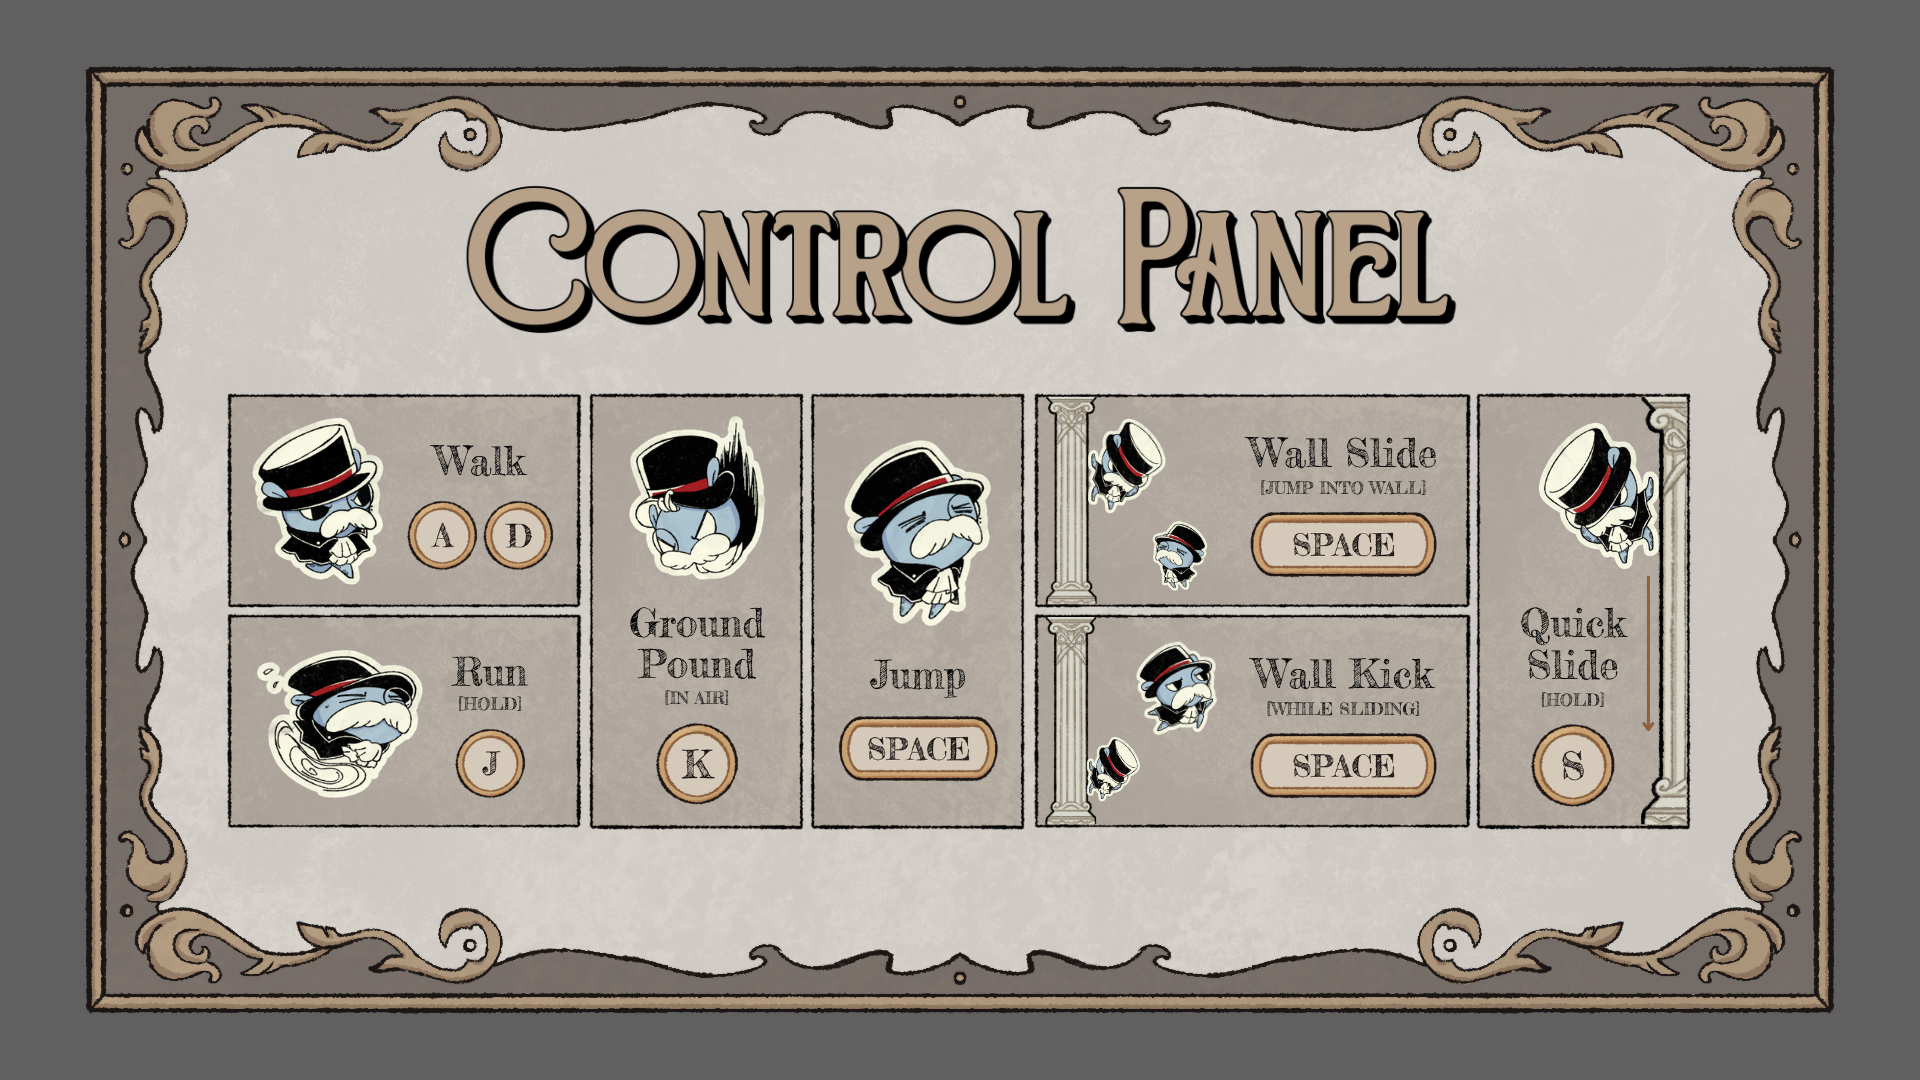 Control Panel
Walk
A D
Run
[HOLD]
J
Ground
Pound
[IN AIR]
K
Jump
SPACE
Wall Slide
[JUMP INTO WALL]
SPACE
Wall Kick
[WHILE SLIDING]
SPACE
Quick
Slide
[HOLD]
S